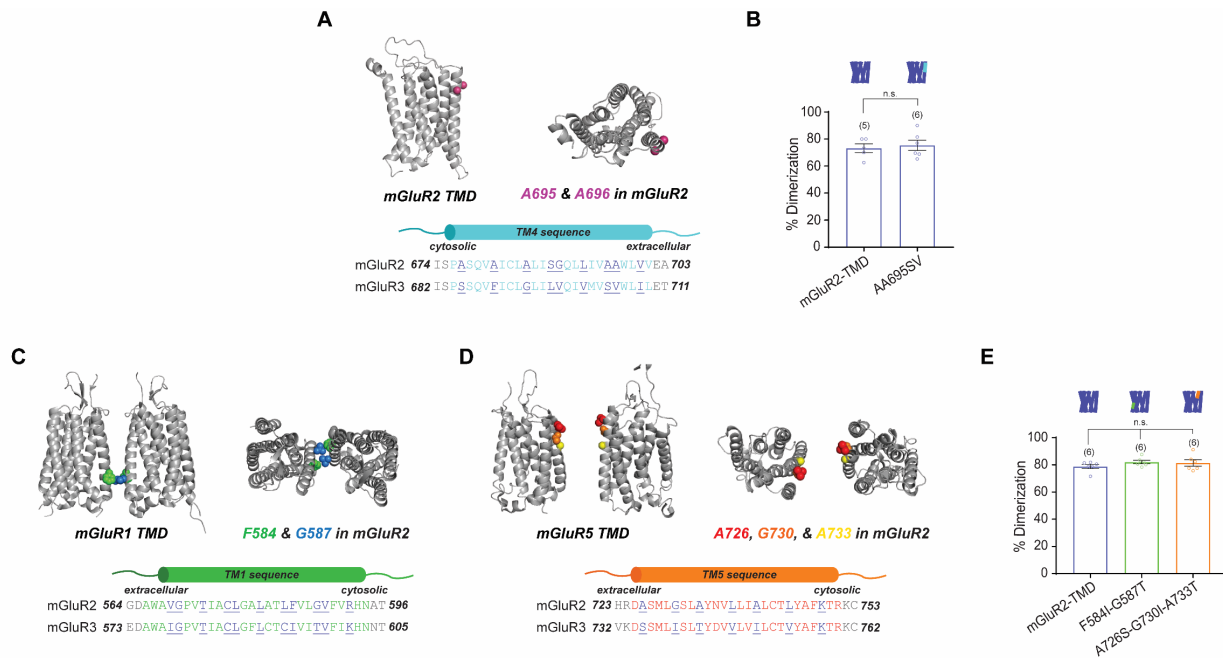 A
mGluR2 TMD
A695 & A696 in mGluR2
TM4 sequence
cytosolic
extracellular
mGluR2 674 ISPASQVAICLALISGQLLIVAAWLVVEA 703
mGluR3 682 ISPSSQVFICLGLILVQIVMVSVWLILET 711
B
n.s.
(5)
(6)
100
80
60
40
20
0
% Dimerization
mGluR2-TMD
AA695SV
C
mGluR1 TMD
F584 & G587 in mGluR2
TM1 sequence
extracellular
cytosolic
mGluR2 564 GDAWAVGPVTIACLGALATLFVLGVFVRHNAT 596
mGluR3 573 EDAWAIGPVTIACLGFLCTCIVITVFIKHNNT 605
D
mGluR5 TMD
A726, G730, & A733 in mGluR2
TM5 sequence
extracellular
cytosolic
mGluR2 723 HRDASMLGSLAYNVLLIALCTLYAFKTRKC 753
mGluR3 732 VKDSSMLISLTYDVVLVILCTVYAFKTRKC 762
E
n.s.
(6)
(6)
(6)
100
80
60
40
20
0
% Dimerization
mGluR2-TMD
F584I-G587T
A726S-G730I-A733T